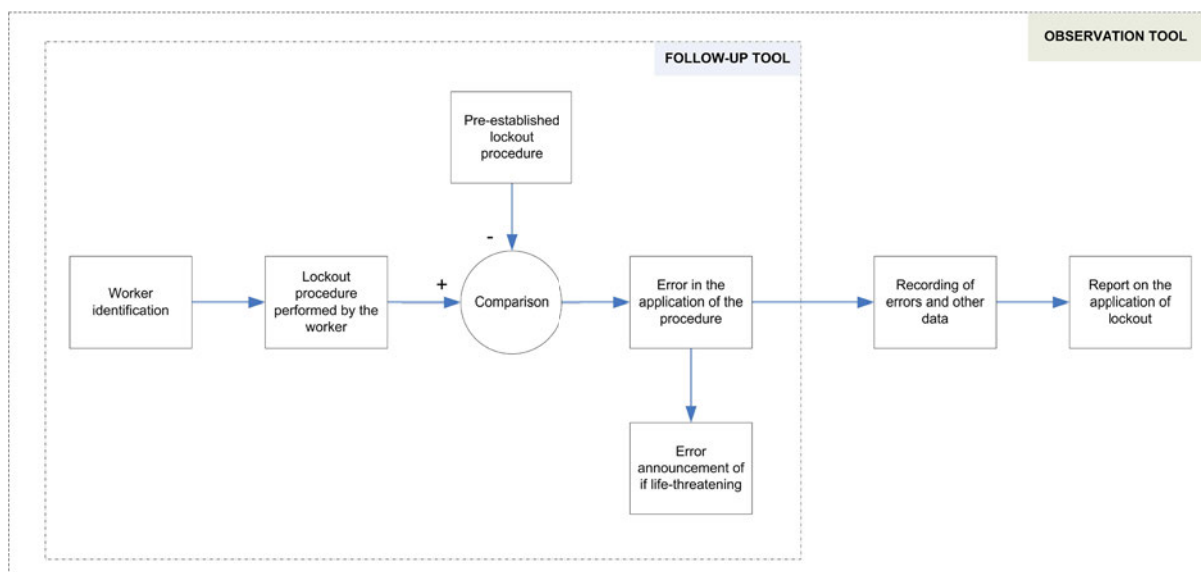 OBSERVATION TOOL
FOLLOW-UP TOOL
Pre-established
lockout
procedure
-
+
Worker
identification
Lockout
procedure
performed by the
worker
Comparison
Error in the
application of the
procedure
Recording of
errors and other
data
Report on the
application of
lockout
Error
announcement of
if life-threatening